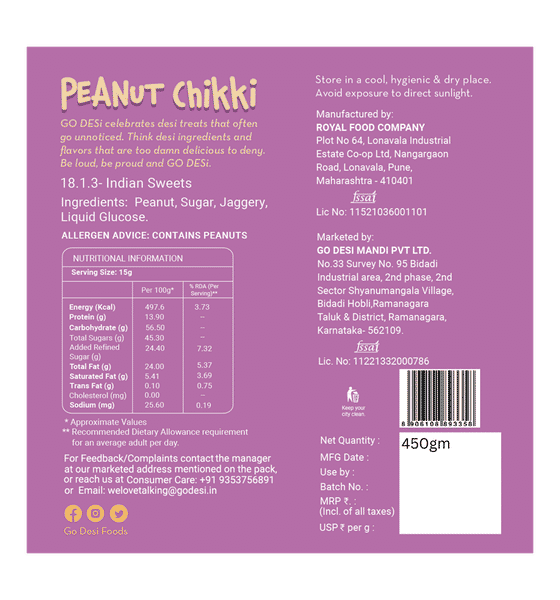 PEANUT Chikki
GO DESi celebrates desi treats that often
go unnoticed. Think desi ingredients and
flavors that are too damn delicious to deny.
Be loud, be proud and GO DESi.
18.1.3- Indian Sweets
Ingredients: Peanut, Sugar, Jaggery,
Liquid Glucose.
ALLERGEN ADVICE: CONTAINS PEANUTS
NUTRITIONAL INFORMATION
Serving Size: 15g
Per 100g* % RDA (Per Serving)**
Energy (Kcal) 497.6 3.73
Protein (g) 13.90 –
Carbohydrate (g) 56.50 –
Total Sugars (g) 45.30 –
Added Refined Sugar (g) 24.40 7.32
Total Fat (g) 24.00 5.37
Saturated Fat (g) 5.41 3.69
Trans Fat (g) 0.10 0.75
Cholesterol (mg) 0.00 –
Sodium (mg) 25.60 0.19
* Approximate Values
** Recommended Dietary Allowance requirement
for an average adult per day.
For Feedback/Complaints contact the manager
at our marketed address mentioned on the pack,
or reach us at Consumer Care: +91 9353756891
or Email: welovetalking@godesi.in
Go Desi Foods
Store in a cool, hygiene & dry place.
Avoid exposure to direct sunlight.
Manufactured by:
ROYAL FOOD COMPANY
Plot No 64, Lonavala Industrial
Estate Co-op Ltd, Nangargaon
Road, Lonavala, Pune,
Maharashtra - 410401
fssai
Lic No: 11521036001101
Marketed by:
GO DESI MANDI PVT LTD.
No.33 Survey No. 95 Bidadi
Industrial area, 2nd phase, 2nd
Sector Shyanumangala Village,
Bidadi Hobli,Ramanagara
Taluk & District, Ramanagara,
Karnataka- 562109.
fssai
Lic. No: 11221332000786
Keep your
city clean.
8 906108 893358
Net Quantity : 450gm
MFG Date :
Use by :
Batch No. :
MRP ₹. :
(Incl. of all taxes)
USP ₹ per g :